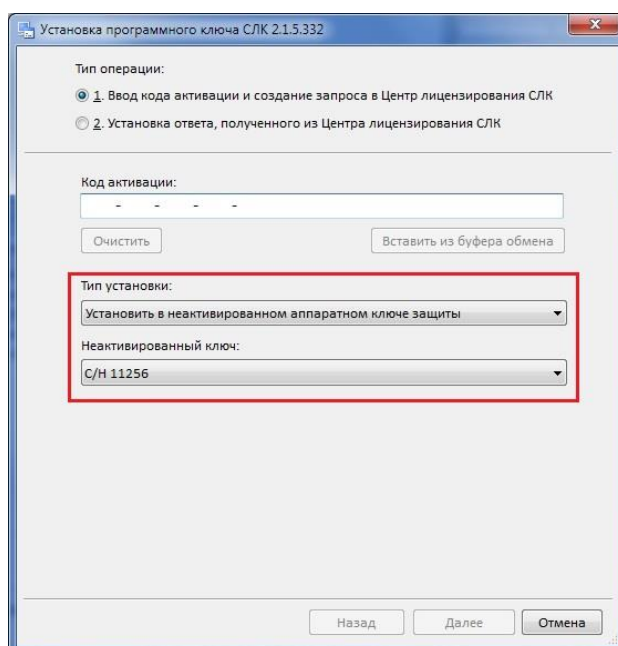 Установка программного ключа СЛК 2.1.5.332
Тип операции:
1. Ввод кода активации и создание запроса в Центр лицензирования СЛК
2. Установка ответа, полученного из Центра лицензирования СЛК
Код активации:
- - - -
Очистить Вставить из буфера обмена
Тип установки:
Установить в неактивированном аппаратном ключе защиты
Неактивированный ключ:
С/Н 11256
Назад Далее Отмена